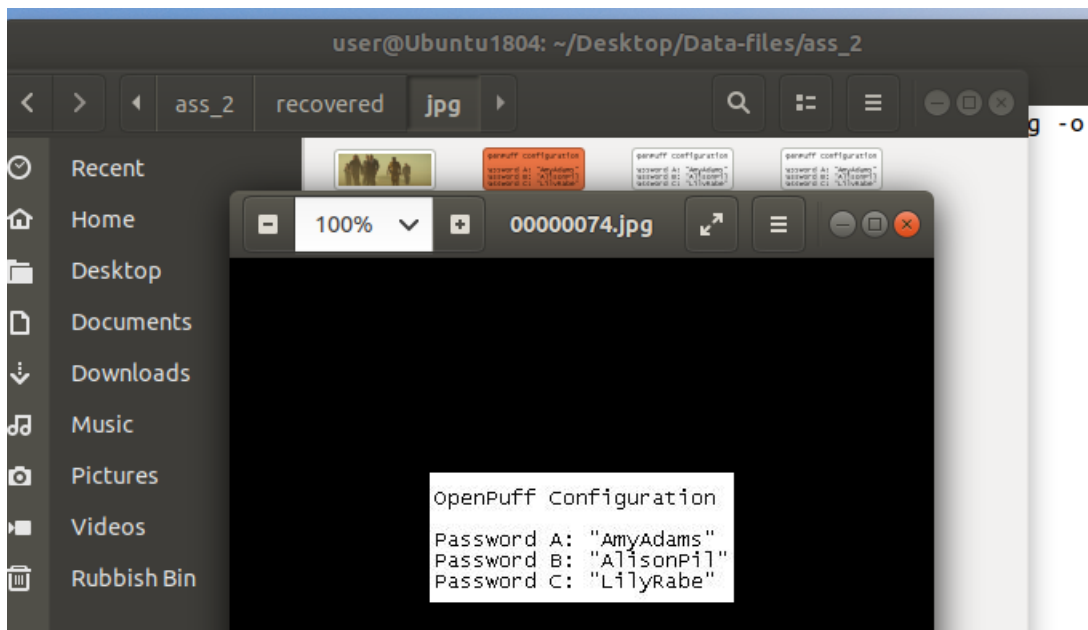 user@Ubuntu1804: ~/Desktop/Data-files/ass_2
ass_2 recovered jpg
g -o
Recent
Home
Desktop
Documents
Downloads
Music
Pictures
Videos
Rubbish Bin
100% 00000074.jpg
OpenPuff Configuration
Password A: "AmyAdams"
Password B: "AlisonPil"
Password C: "LilyRabe"